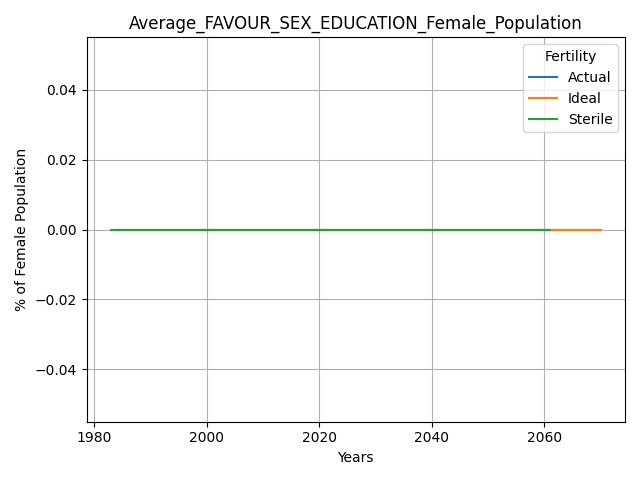 Average_FAVOUR_SEX_EDUCATION_Female_Population
Fertility
Actual
Ideal
Sterile
% of Female Population
0.04
0.02
0.00
−0.02
−0.04
1980 2000 2020 2040 2060
Years